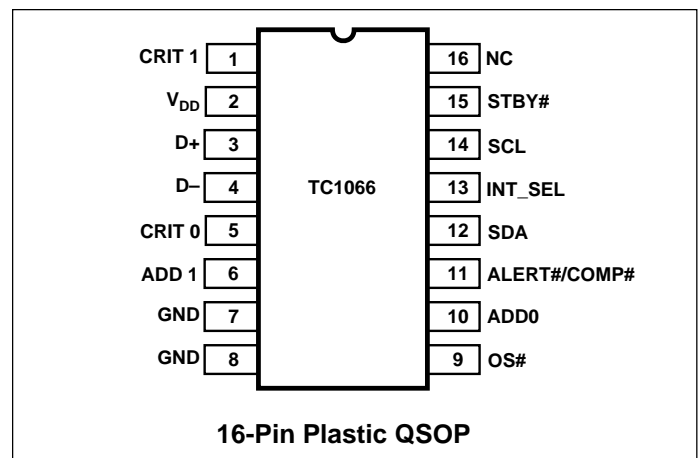 CRIT 1 1 16 NC
VDD 2 15 STBY#
D+ 3 14 SCL
D– 4 TC1066 13 INT_SEL
CRIT 0 5 12 SDA
ADD 1 6 11 ALERT#/COMP#
GND 7 10 ADD0
GND 8 9 OS#
16-Pin Plastic QSOP